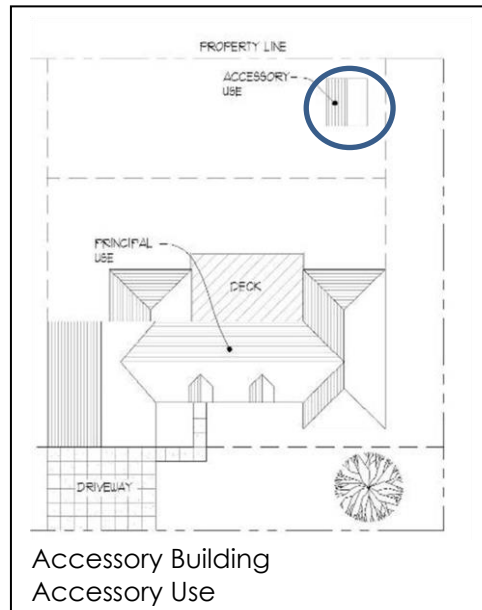 PROPERTY LINE
ACCESSORY
USE
PRINCIPAL
USE
DECK
DRIVEWAY
Accessory Building
Accessory Use